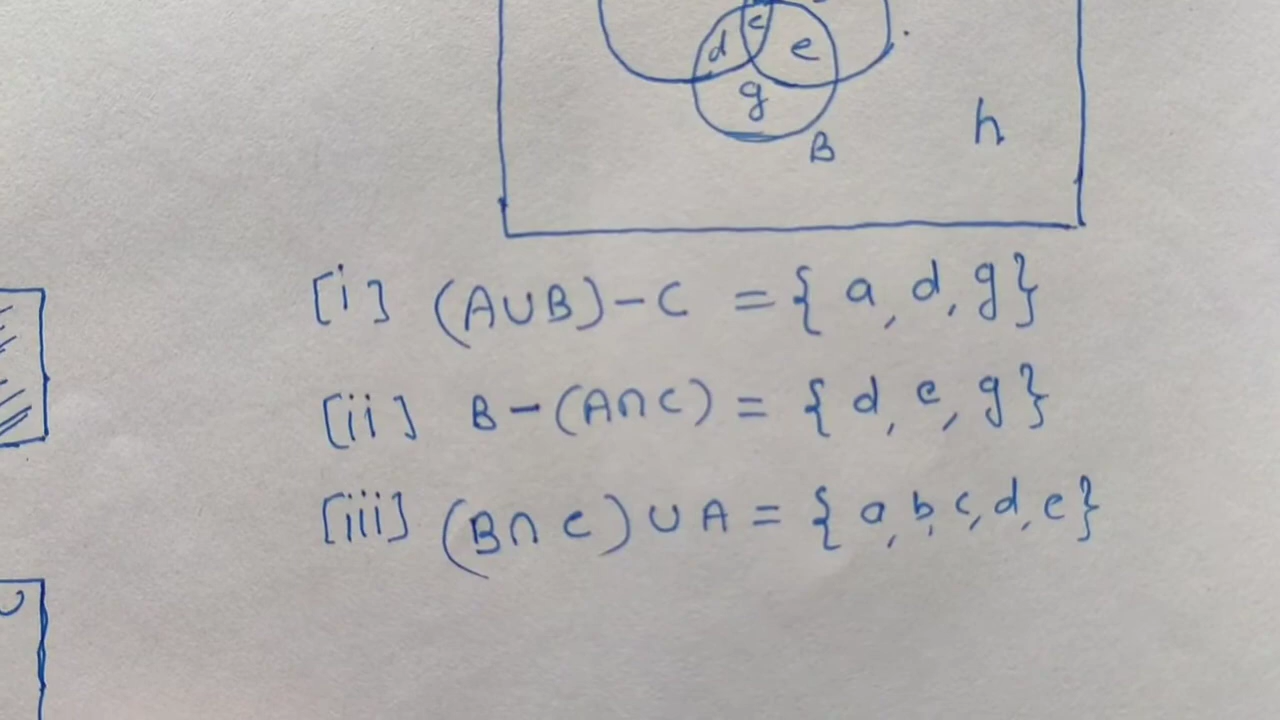 c
d e
g
h
B
[i] (A∪B)-C = { a, d, g}
[ii] B-(A∩C) = { d, e, g}
[iii] (B∩C)∪A = { a, b, c, d, e}